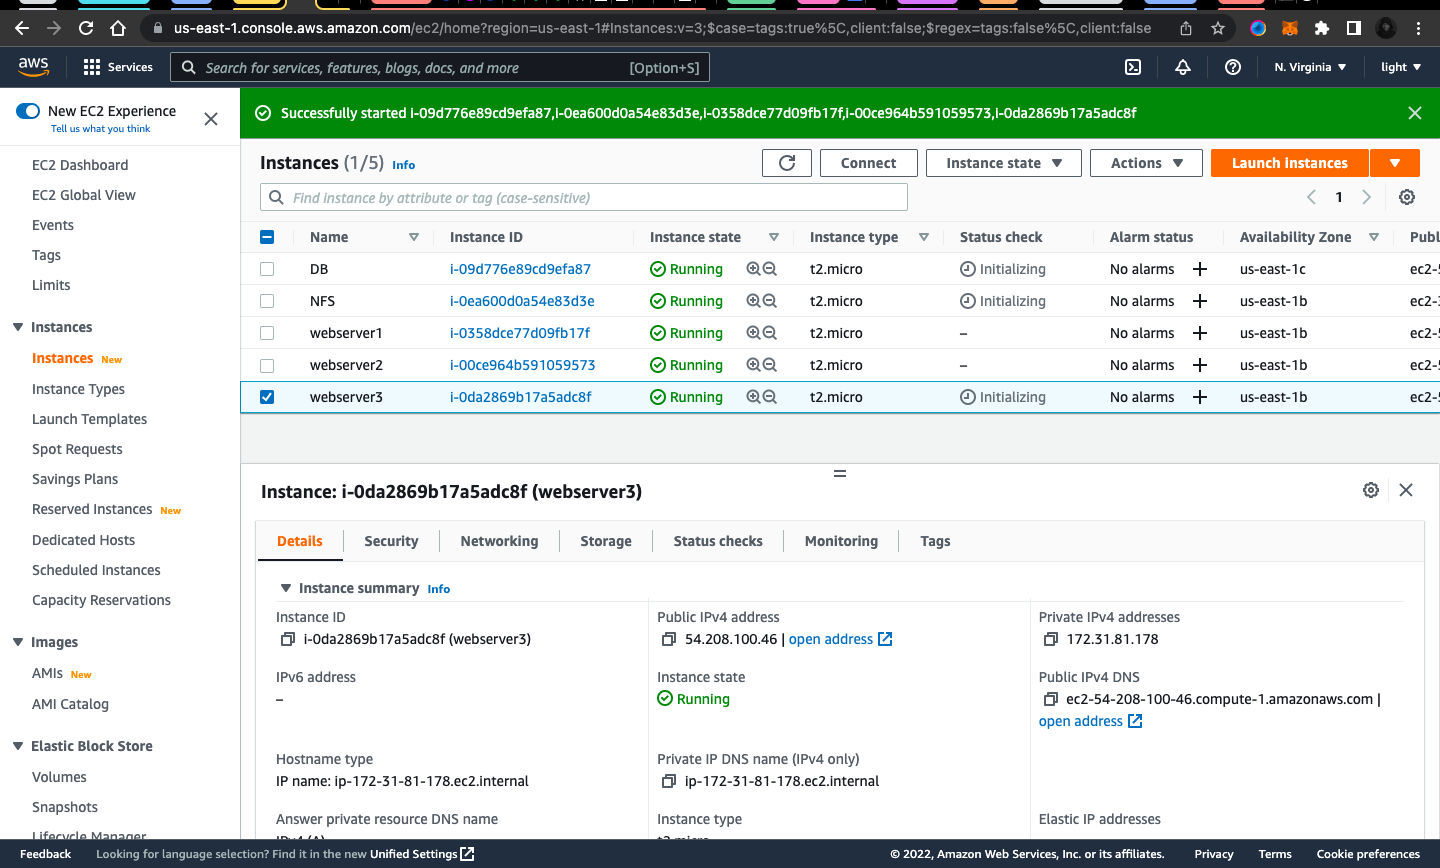 us-east-1.console.aws.amazon.com/ec2/home?region=us-east-1#Instances:v=3;$case=tags:true%5C,client:false;$regex=tags:false%5C,client:false
aws Services Search for services, features, blogs, docs, and more [Option+S] N. Virginia ▼ light ▼
New EC2 Experience
Tell us what you think
EC2 Dashboard
EC2 Global View
Events
Tags
Limits
Instances
Instances New
Instance Types
Launch Templates
Spot Requests
Savings Plans
Reserved Instances New
Dedicated Hosts
Scheduled Instances
Capacity Reservations
Images
AMIs New
AMI Catalog
Elastic Block Store
Volumes
Snapshots
Lifecycle Manager
Successfully started i-09d776e89cd9efa87,i-0ea600d0a54e83d3e,i-0358dce77d09fb17f,i-00ce964b591059573,i-0da2869b17a5adc8f
Instances (1/5) Info Connect Instance state ▼ Actions ▼ Launch instances ▼
Find instance by attribute or tag (case-sensitive) 1
Name Instance ID Instance state Instance type Status check Alarm status Availability Zone Publ
DB i-09d776e89cd9efa87 Running t2.micro Initializing No alarms + us-east-1c ec2-5
NFS i-0ea600d0a54e83d3e Running t2.micro Initializing No alarms + us-east-1b ec2-3
webserver1 i-0358dce77d09fb17f Running t2.micro – No alarms + us-east-1b ec2-5
webserver2 i-00ce964b591059573 Running t2.micro – No alarms + us-east-1b ec2-5
webserver3 i-0da2869b17a5adc8f Running t2.micro Initializing No alarms + us-east-1b ec2-5
Instance: i-0da2869b17a5adc8f (webserver3)
Details Security Networking Storage Status checks Monitoring Tags
Instance summary Info
Instance ID
i-0da2869b17a5adc8f (webserver3)
Public IPv4 address
54.208.100.46 | open address
Private IPv4 addresses
172.31.81.178
IPv6 address
–
Instance state
Running
Public IPv4 DNS
ec2-54-208-100-46.compute-1.amazonaws.com |
open address
Hostname type
IP name: ip-172-31-81-178.ec2.internal
Private IP DNS name (IPv4 only)
ip-172-31-81-178.ec2.internal
Answer private resource DNS name
IPv4 (A)
Instance type
t2.micro
Elastic IP addresses
Feedback Looking for language selection? Find it in the new Unified Settings © 2022, Amazon Web Services, Inc. or its affiliates. Privacy Terms Cookie preferences